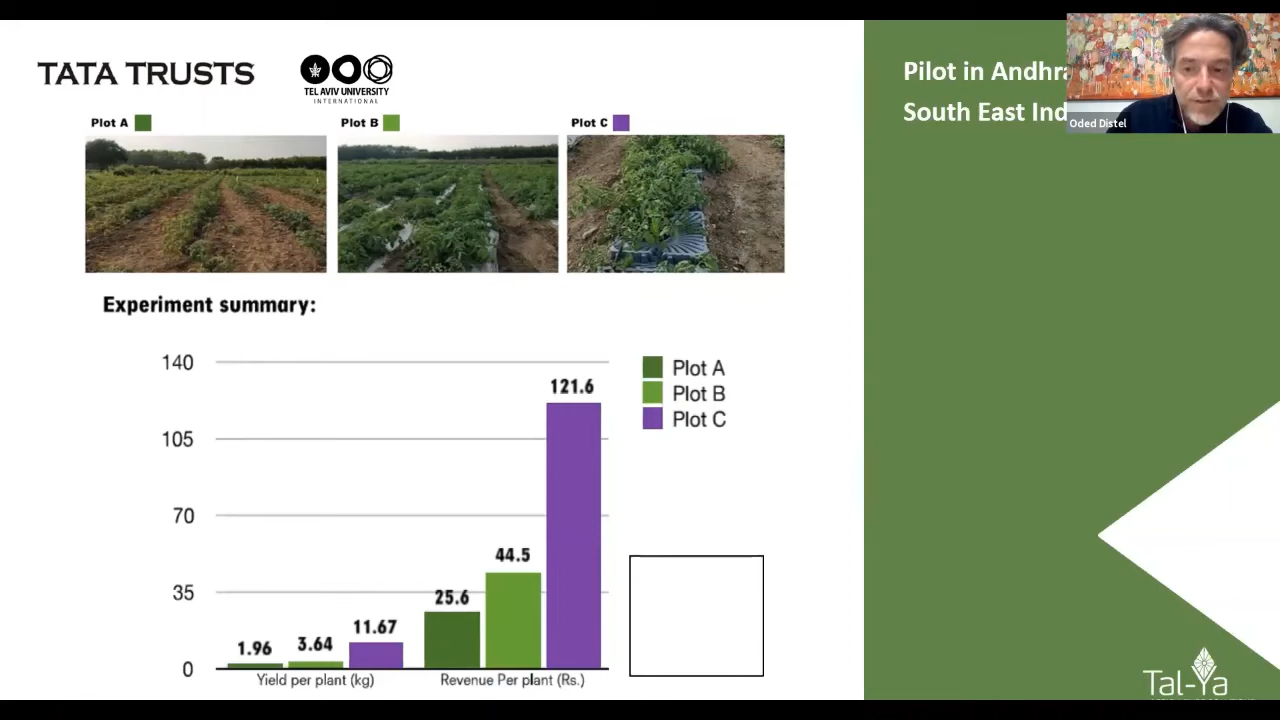 TATA TRUSTS
TEL AVIV UNIVERSITY
INTERNATIONAL
Plot A
Plot B
Plot C
Experiment summary:
140
105
70
35
0
1.96
3.64
11.67
25.6
44.5
121.6
Yield per plant (kg)
Revenue Per plant (Rs.)
Plot A
Plot B
Plot C
Pilot in
South East
Oded Distel
Tal-Ya